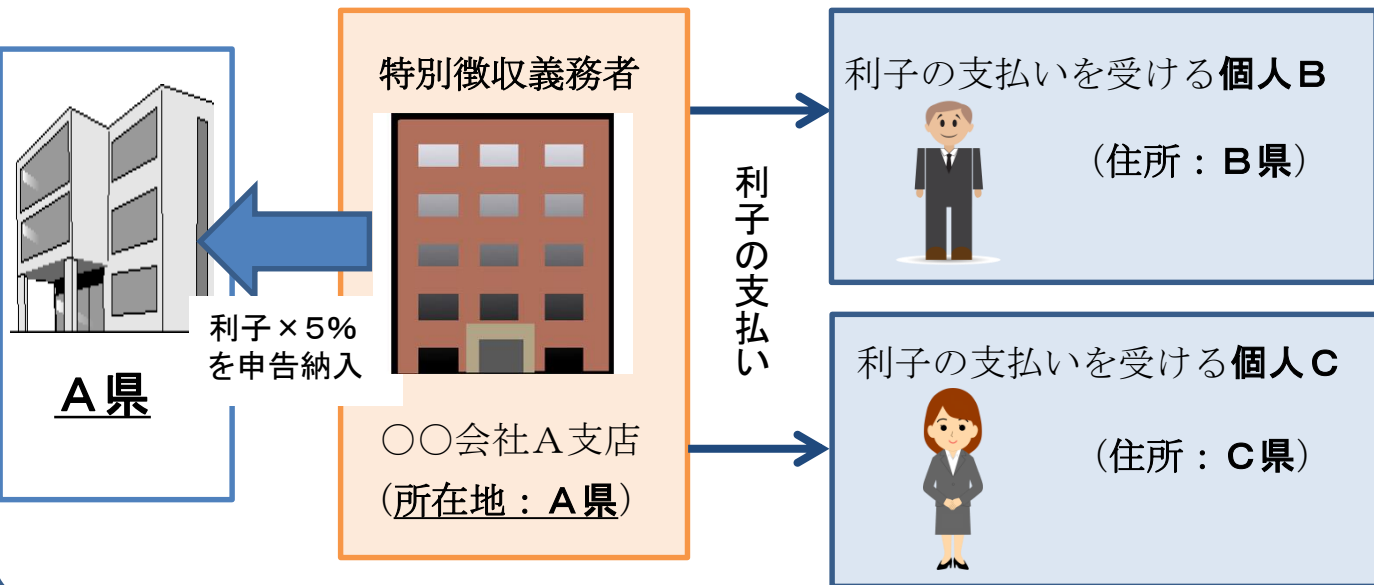 A県
利子×5%
を申告納入
特別徴収義務者
○○会社A支店
(所在地:A県)
利子の支払い
利子の支払いを受ける個人B
(住所:B県)
利子の支払いを受ける個人C
(住所:C県)